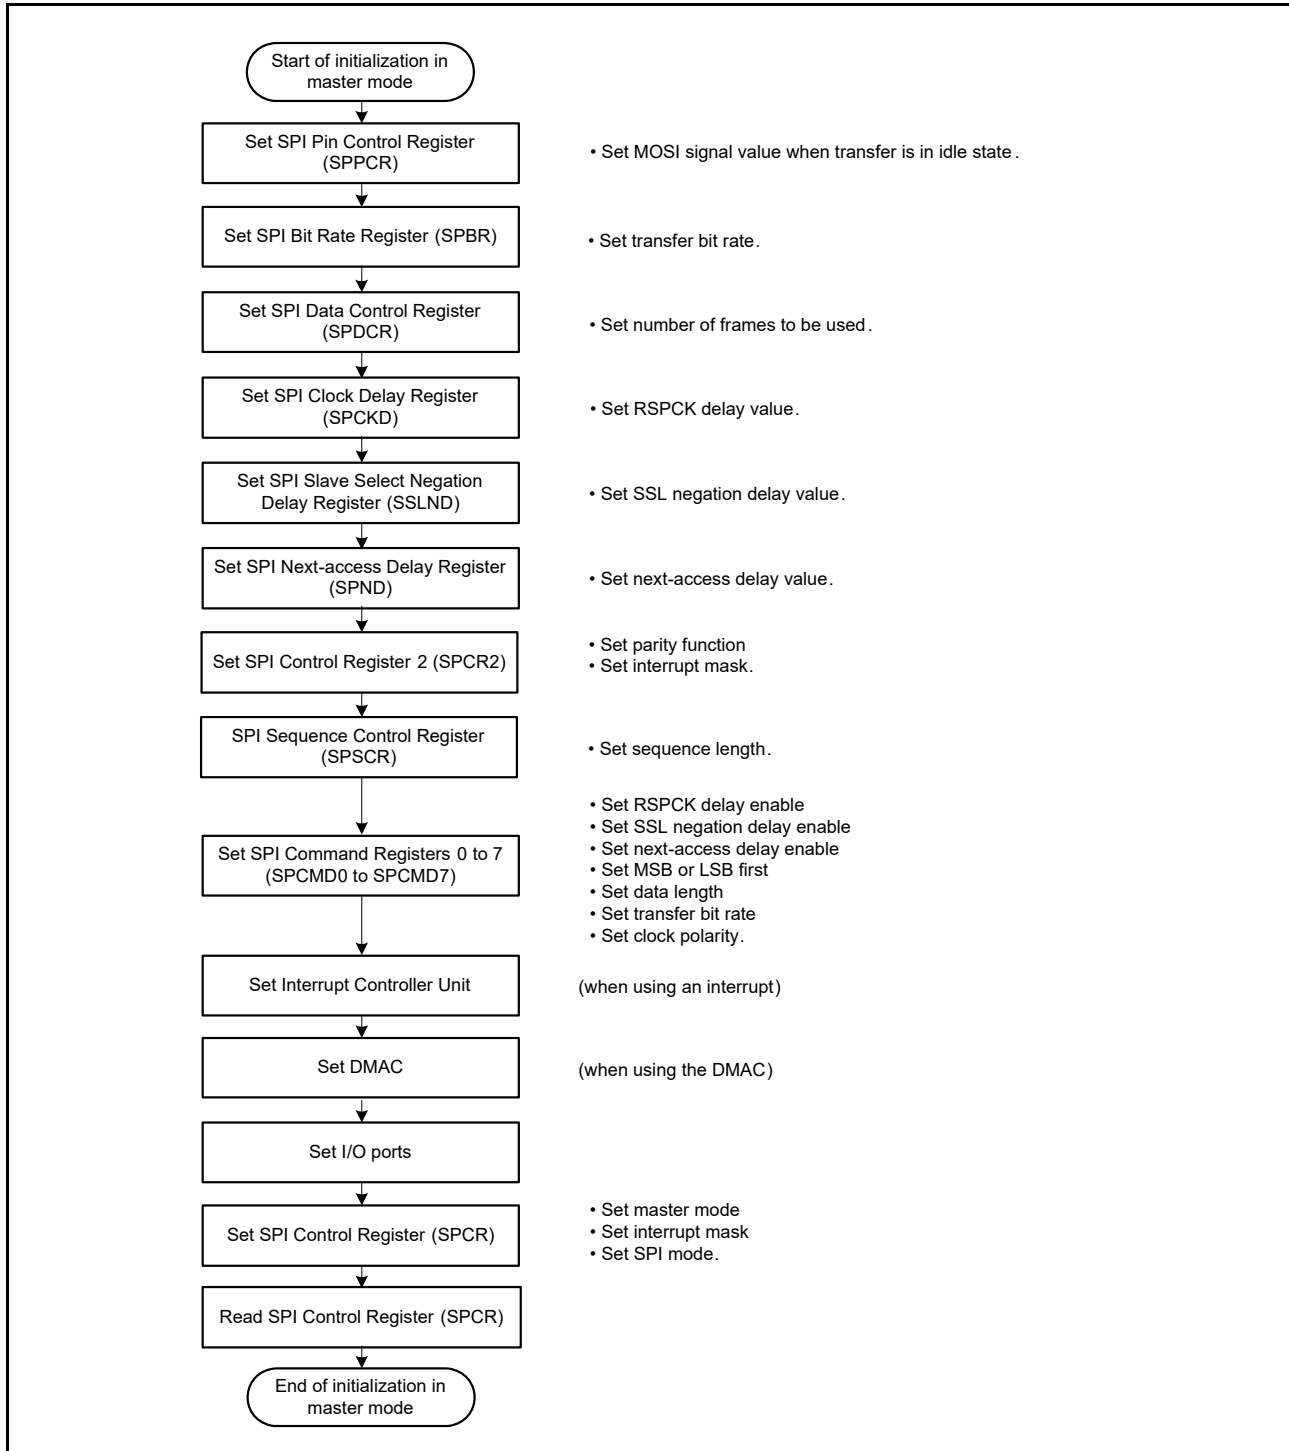 Start of initialization in
master mode
Set SPI Pin Control Register
(SPPCR)
• Set MOSI signal value when transfer is in idle state.
Set SPI Bit Rate Register (SPBR)
• Set transfer bit rate.
Set SPI Data Control Register
(SPDCR)
• Set number of frames to be used.
Set SPI Clock Delay Register
(SPCKD)
• Set RSPCK delay value.
Set SPI Slave Select Negation
Delay Register (SSLND)
• Set SSL negation delay value.
Set SPI Next-access Delay Register
(SPND)
• Set next-access delay value.
Set SPI Control Register 2 (SPCR2)
• Set parity function
• Set interrupt mask.
SPI Sequence Control Register
(SPSCR)
• Set sequence length.
Set SPI Command Registers 0 to 7
(SPCMD0 to SPCMD7)
• Set RSPCK delay enable
• Set SSL negation delay enable
• Set next-access delay enable
• Set MSB or LSB first
• Set data length
• Set transfer bit rate
• Set clock polarity.
Set Interrupt Controller Unit
(when using an interrupt)
Set DMAC
(when using the DMAC)
Set I/O ports
Set SPI Control Register (SPCR)
• Set master mode
• Set interrupt mask
• Set SPI mode.
Read SPI Control Register (SPCR)
End of initialization in
master mode